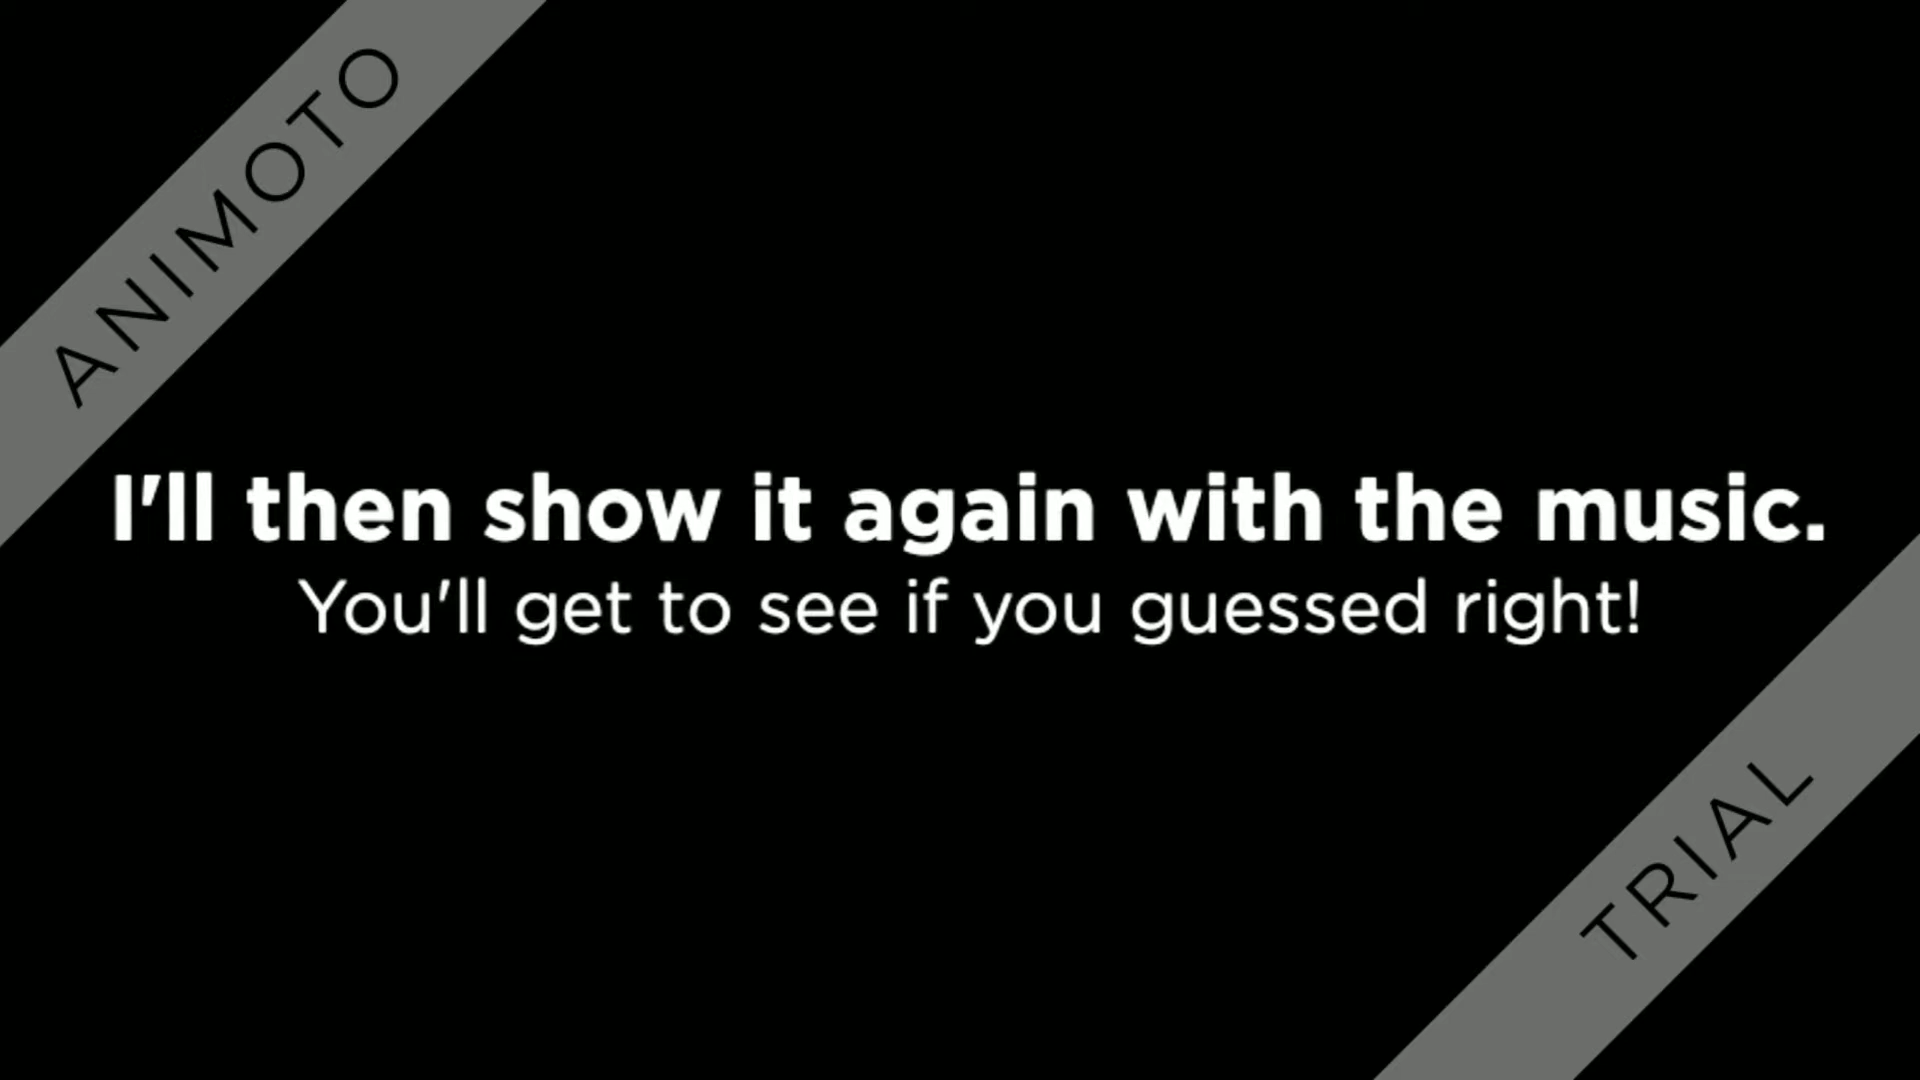 ANIMOTO
I'll then show it again with the music.
You'll get to see if you guessed right!
TRIAL